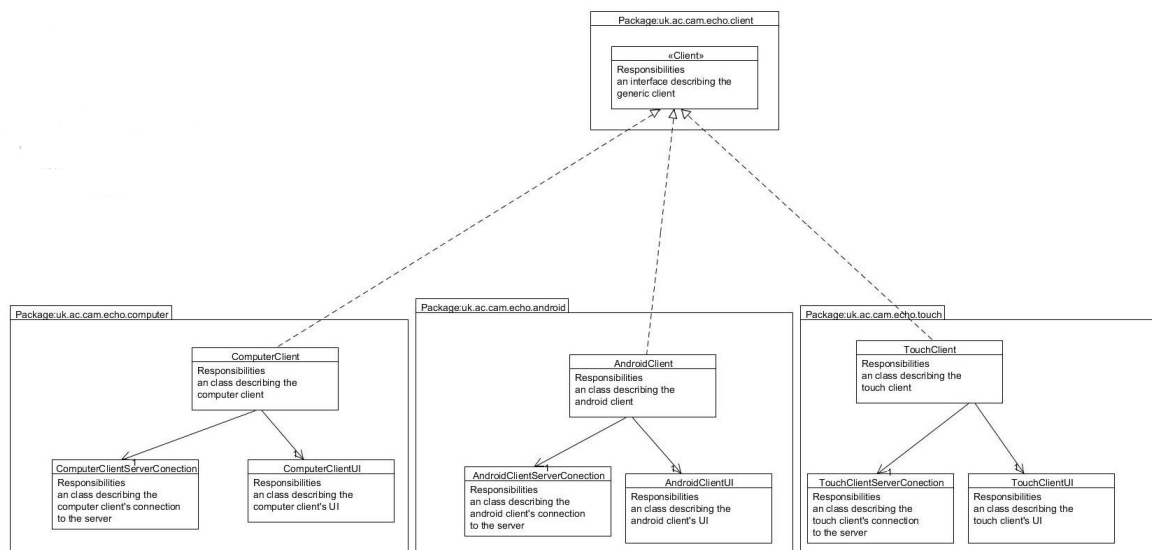 Package:uk.ac.cam.echo.client
«Client»
Responsibilities
an interface describing the
generic client
Package:uk.ac.cam.echo.computer
ComputerClient
Responsibilities
an class describing the
computer client
1
1
ComputerClientServerConection
Responsibilities
an class describing the
computer client's connection
to the server
ComputerClientUI
Responsibilities
an class describing the
computer client's UI
Package:uk.ac.cam.echo.android
AndroidClient
Responsibilities
an class describing the
android client
1
1
AndroidClientServerConection
Responsibilities
an class describing the
android client's connection
to the server
AndroidClientUI
Responsibilities
an class describing the
android client's UI
Package:uk.ac.cam.echo.touch
TouchClient
Responsibilities
an class describing the
touch client
1
1
TouchClientServerConection
Responsibilities
an class describing the
touch client's connection
to the server
TouchClientUI
Responsibilities
an class describing the
touch client's UI